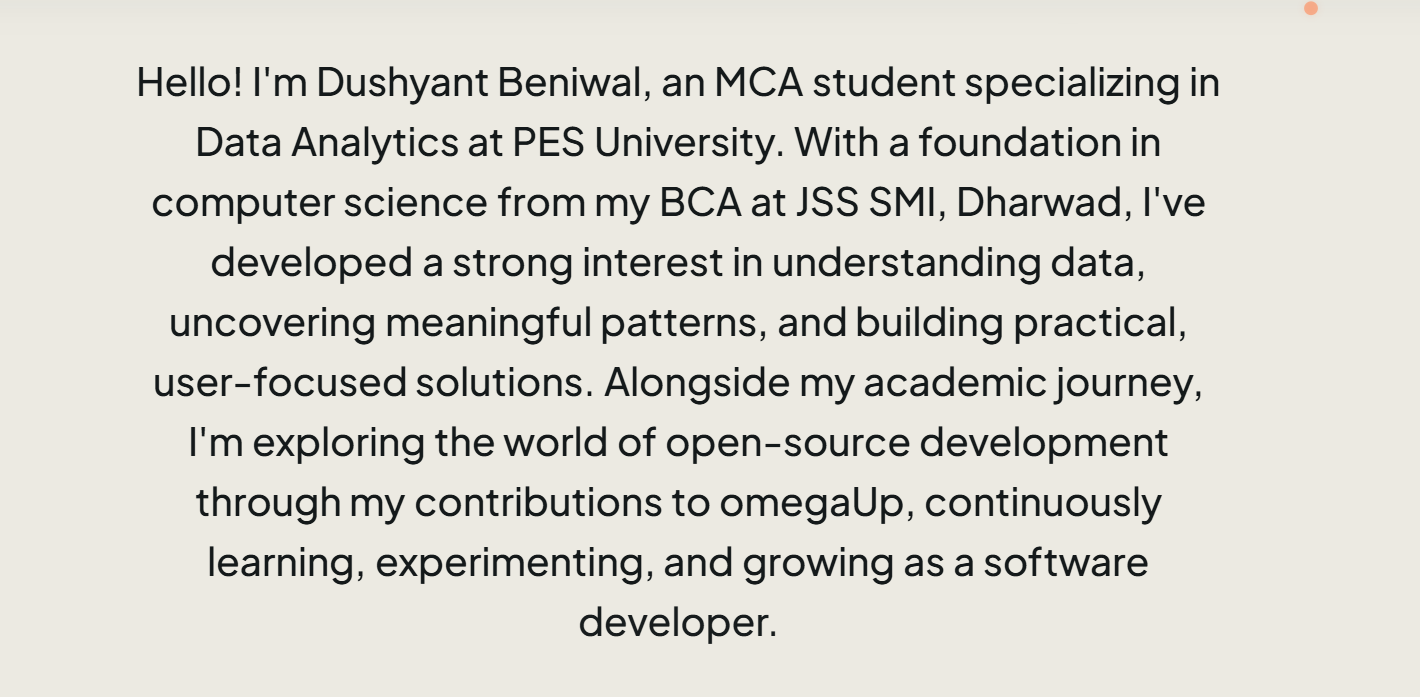 Hello! I'm Dushyant Beniwal, an MCA student specializing in
Data Analytics at PES University. With a foundation in
computer science from my BCA at JSS SMI, Dharwad, I've
developed a strong interest in understanding data,
uncovering meaningful patterns, and building practical,
user-focused solutions. Alongside my academic journey,
I'm exploring the world of open-source development
through my contributions to omegaUp, continuously
learning, experimenting, and growing as a software
developer.